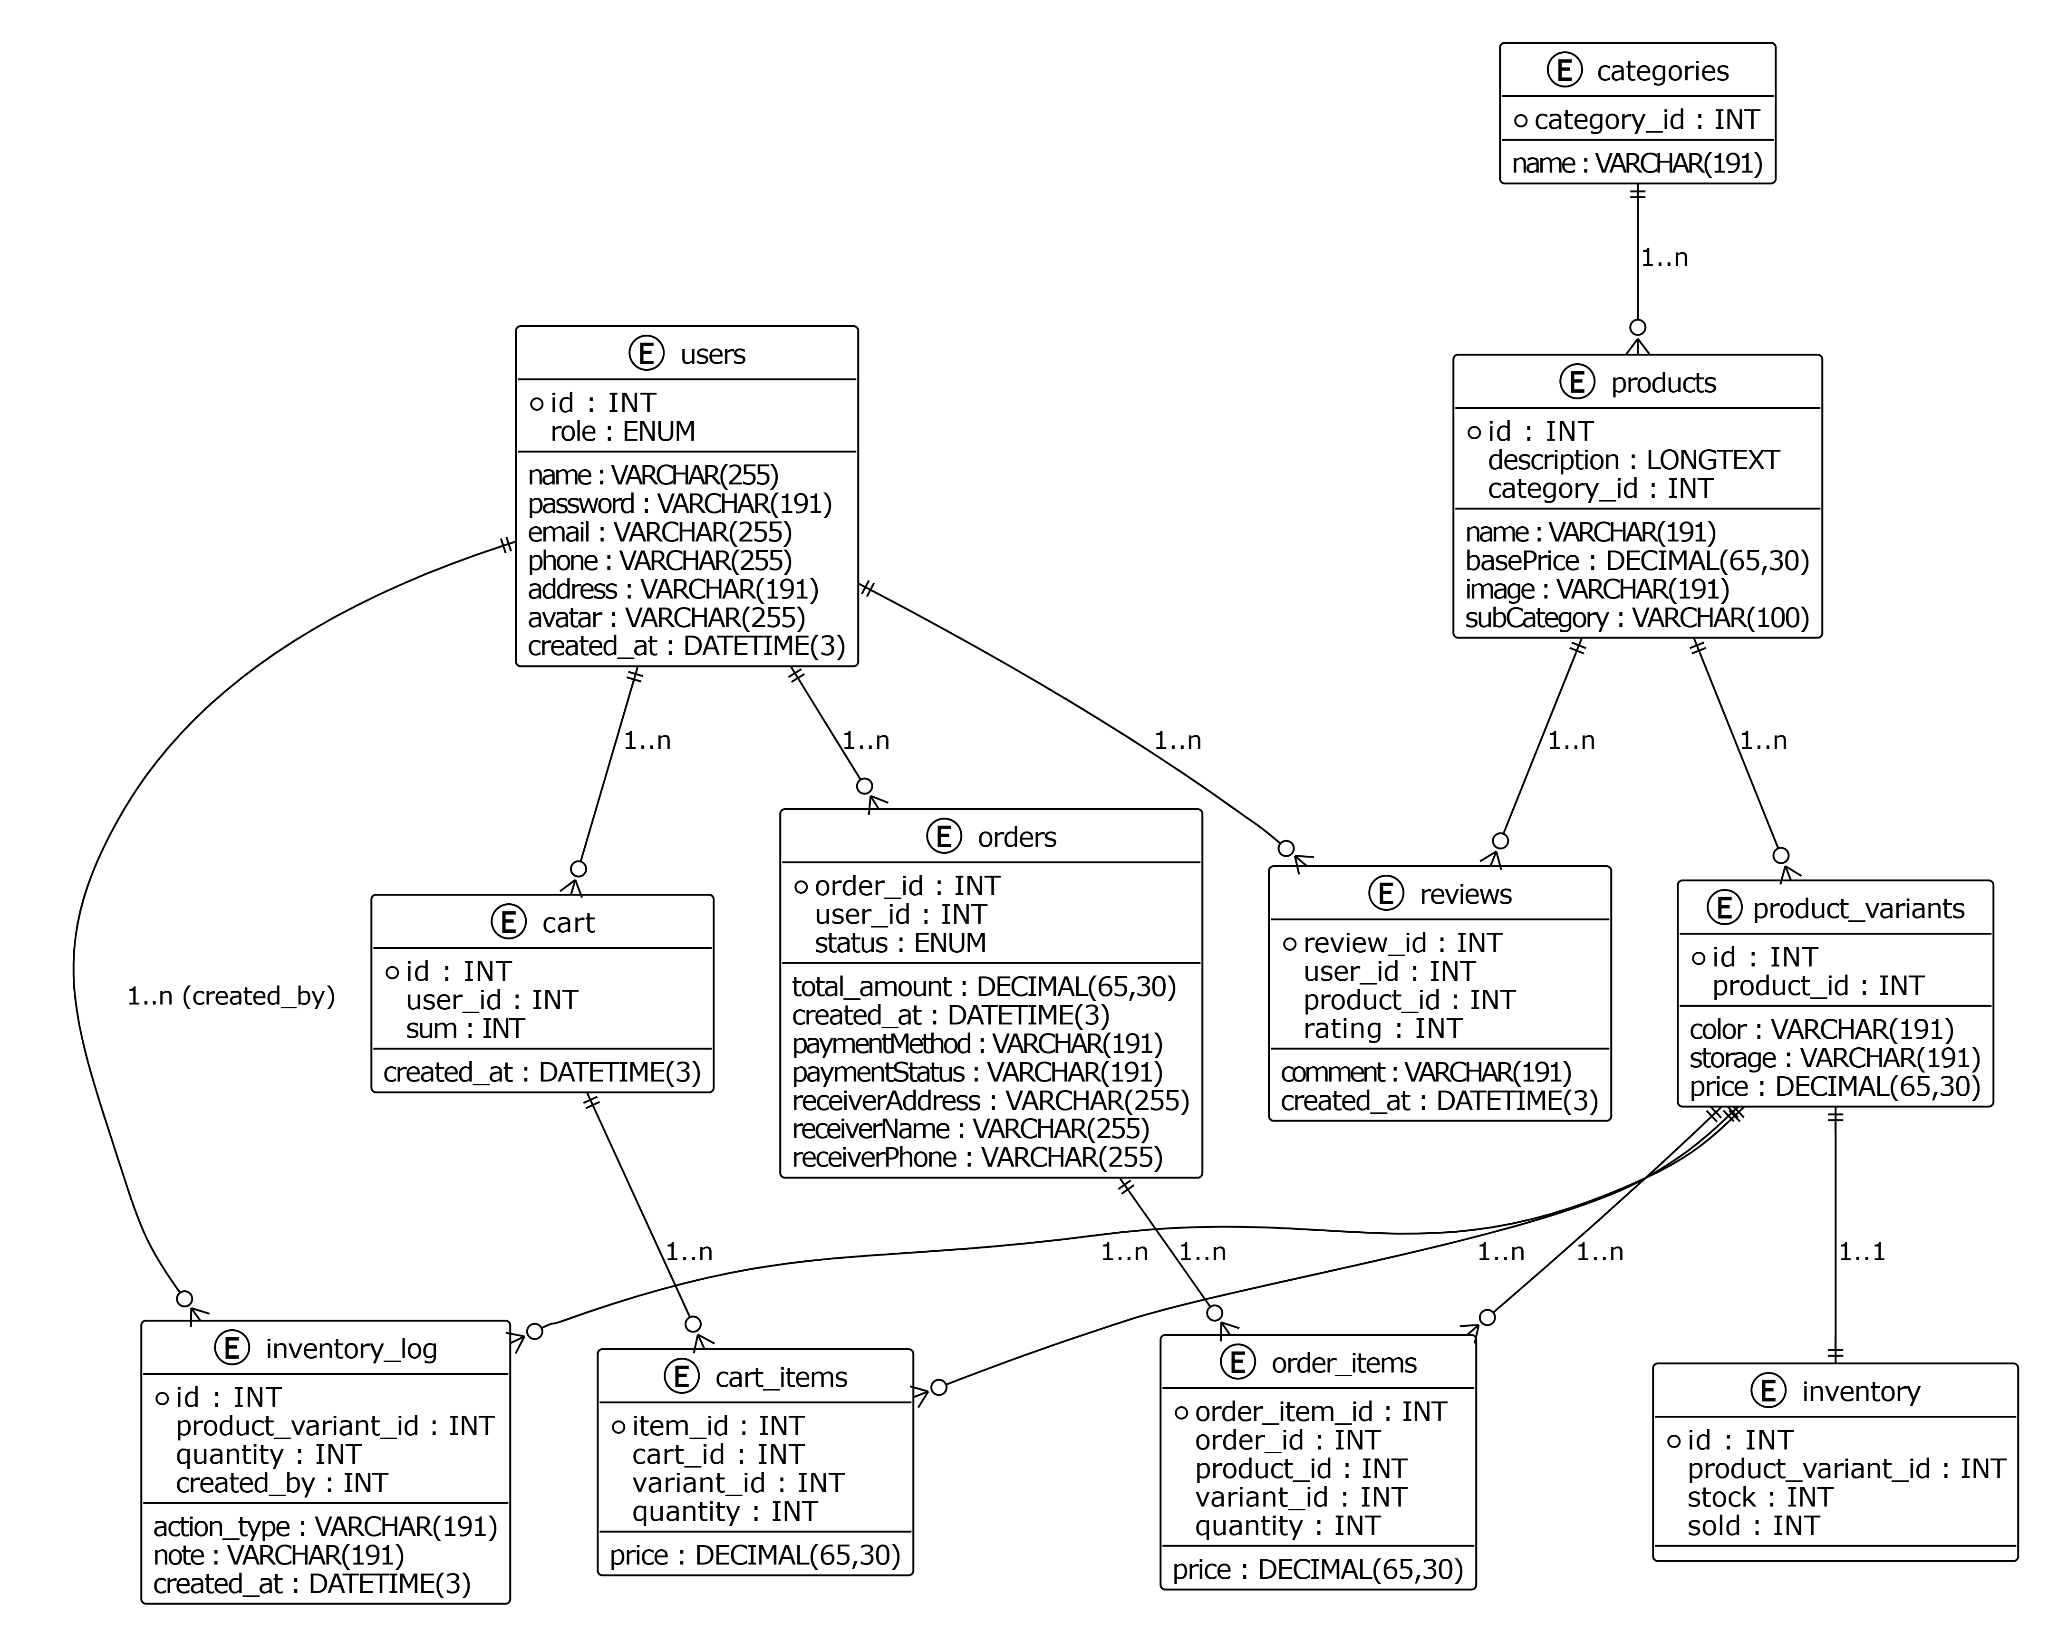 E categories
category_id : INT
name : VARCHAR(191)
1..n
E users
id : INT
role : ENUM
name : VARCHAR(255)
password : VARCHAR(191)
email : VARCHAR(255)
phone : VARCHAR(255)
address : VARCHAR(191)
avatar : VARCHAR(255)
created_at : DATETIME(3)
E products
id : INT
description : LONGTEXT
category_id : INT
name : VARCHAR(191)
basePrice : DECIMAL(65,30)
image : VARCHAR(191)
subCategory : VARCHAR(100)
1..n
1..n
1..n
1..n
1..n
1..n (created_by)
E cart
id : INT
user_id : INT
sum : INT
created_at : DATETIME(3)
E orders
order_id : INT
user_id : INT
status : ENUM
total_amount : DECIMAL(65,30)
created_at : DATETIME(3)
paymentMethod : VARCHAR(191)
paymentStatus : VARCHAR(191)
receiverAddress : VARCHAR(255)
receiverName : VARCHAR(255)
receiverPhone : VARCHAR(255)
E reviews
review_id : INT
user_id : INT
product_id : INT
rating : INT
comment : VARCHAR(191)
created_at : DATETIME(3)
E product_variants
id : INT
product_id : INT
color : VARCHAR(191)
storage : VARCHAR(191)
price : DECIMAL(65,30)
1..n
1..n
1..n
1..n
1..n
1..1
E inventory_log
id : INT
product_variant_id : INT
quantity : INT
created_by : INT
action_type : VARCHAR(191)
note : VARCHAR(191)
created_at : DATETIME(3)
E cart_items
item_id : INT
cart_id : INT
variant_id : INT
quantity : INT
price : DECIMAL(65,30)
E order_items
order_item_id : INT
order_id : INT
product_id : INT
variant_id : INT
quantity : INT
price : DECIMAL(65,30)
E inventory
id : INT
product_variant_id : INT
stock : INT
sold : INT